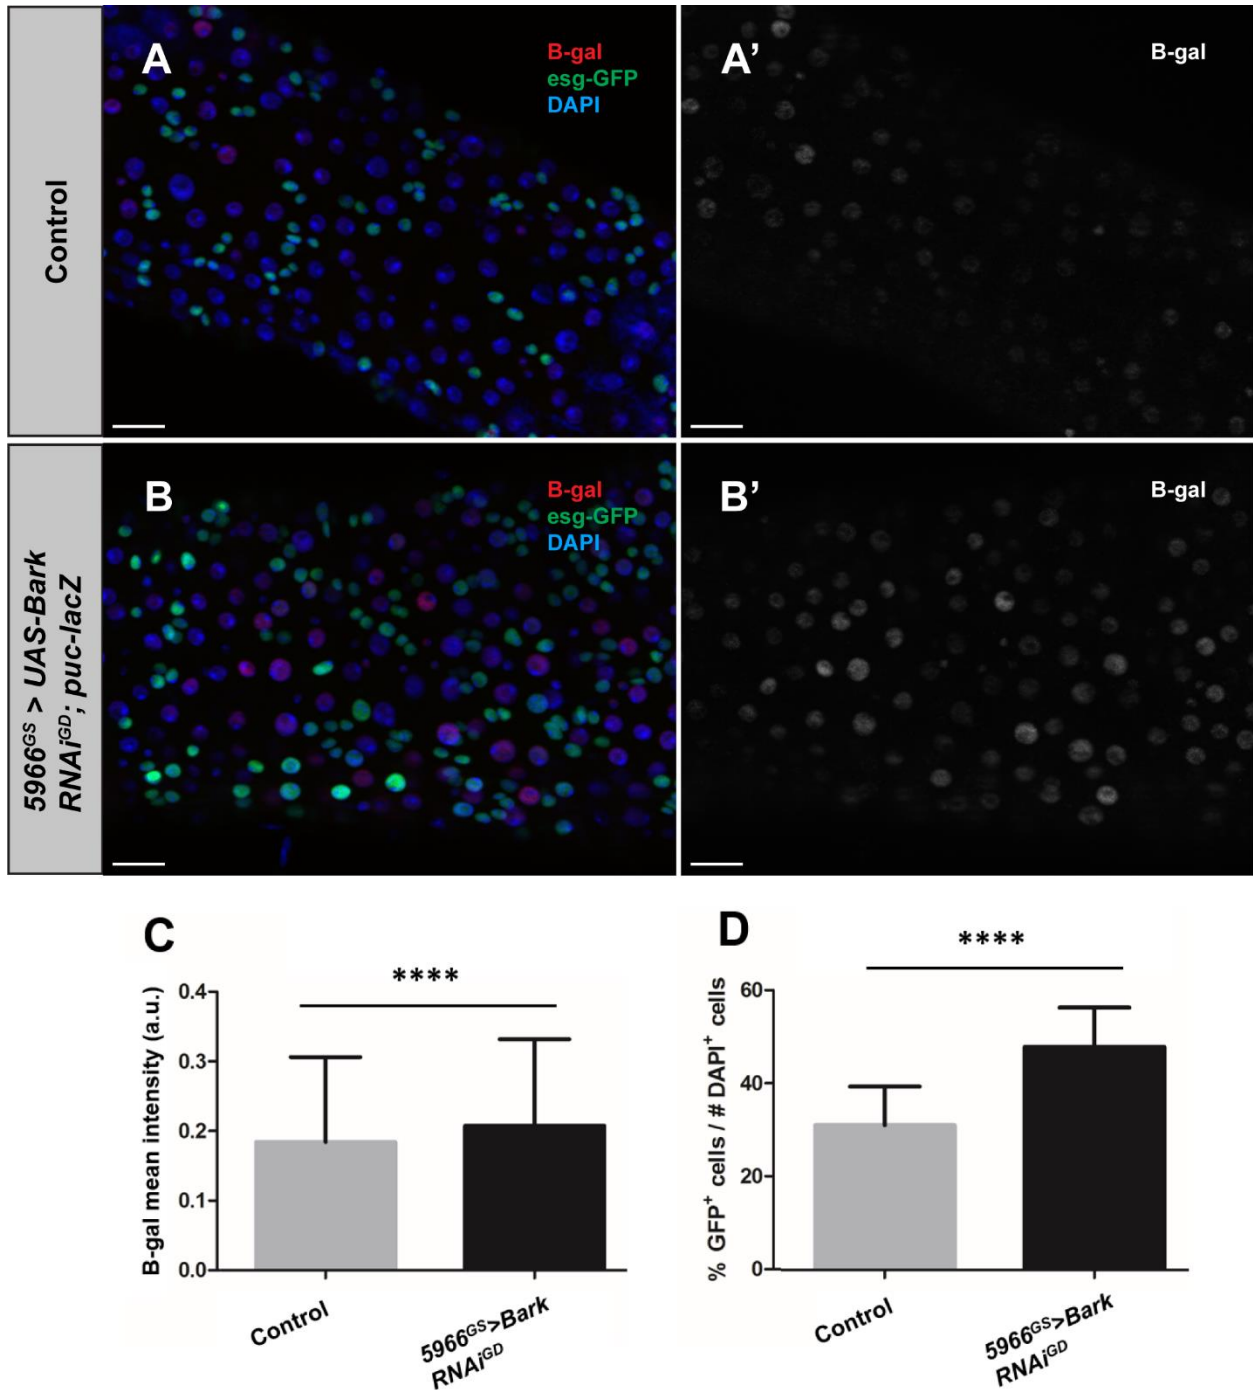 Control
A
B-gal
esg-GFP
DAPI
A’
B-gal
5966ᴳˢ > UAS-Bark
RNAiᴳᴰ; puc-lacZ
B
B-gal
esg-GFP
DAPI
B’
B-gal
C
****
B-gal mean intensity (a.u.)
0.4
0.3
0.2
0.1
0.0
Control
5966ᴳˢ>Bark
RNAiᴳᴰ
D
****
% GFP⁺ cells / # DAPI⁺ cells
60
40
20
0
Control
5966ᴳˢ>Bark
RNAiᴳᴰ